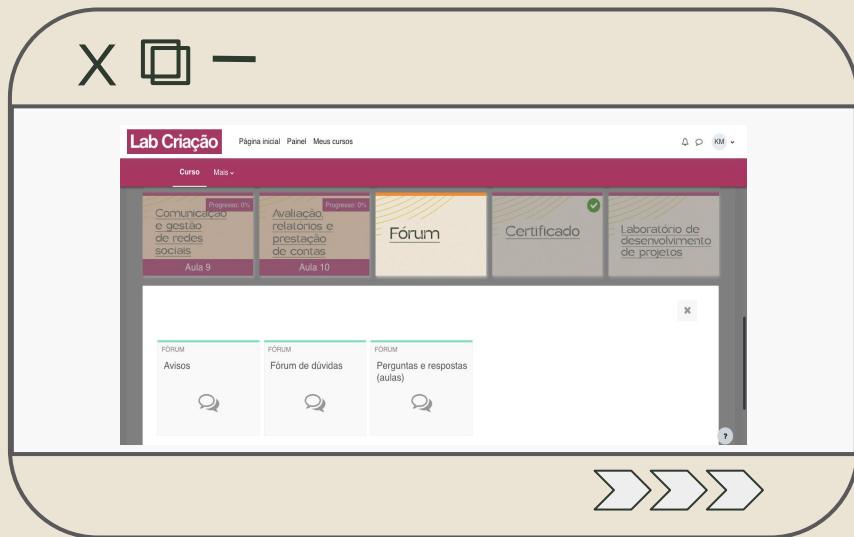 X
Lab Criação
Página inicial Painel Meus cursos
KM
Curso Mais
Progresso: 0%
Comunicação
e gestão
de redes
sociais
Aula 9
Progresso: 0%
Avaliação,
relatórios e
prestação
de contas
Aula 10
Fórum
Certificado
Laboratório de
desenvolvimento
de projetos
×
FÓRUM
Avisos
FÓRUM
Fórum de dúvidas
FÓRUM
Perguntas e respostas
(aulas)
?